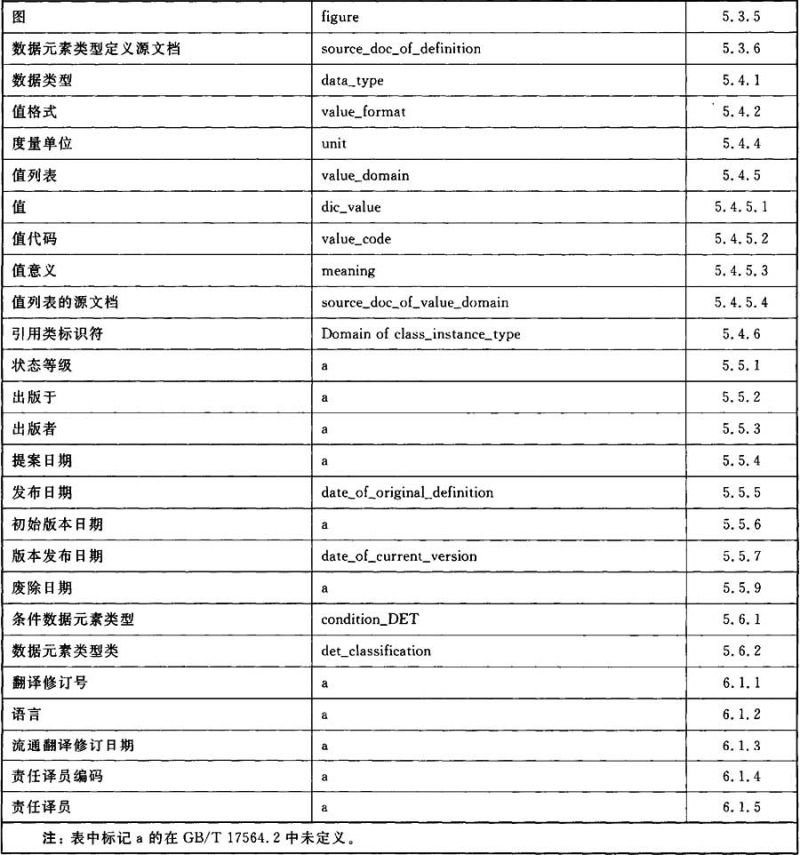 图 figure 5.3.5
数据元素类型定义源文档 source_doc_of_definition 5.3.6
数据类型 data_type 5.4.1
值格式 value_format 5.4.2
度量单位 unit 5.4.4
值列表 value_domain 5.4.5
值 dic_value 5.4.5.1
值代码 value_code 5.4.5.2
值意义 meaning 5.4.5.3
值列表的源文档 source_doc_of_value_domain 5.4.5.4
引用类标识符 Domain of class_instance_type 5.4.6
状态等级 a 5.5.1
出版于 a 5.5.2
出版者 a 5.5.3
提案日期 a 5.5.4
发布日期 date_of_original_definition 5.5.5
初始版本日期 a 5.5.6
版本发布日期 date_of_current_version 5.5.7
废除日期 a 5.5.9
条件数据元素类型 condition_DET 5.6.1
数据元素类型类 det_classification 5.6.2
翻译修订号 a 6.1.1
语言 a 6.1.2
流通翻译修订日期 a 6.1.3
责任译员编码 a 6.1.4
责任译员 a 6.1.5
注：表中标记 a 的在 GB/T 17564.2 中未定义。